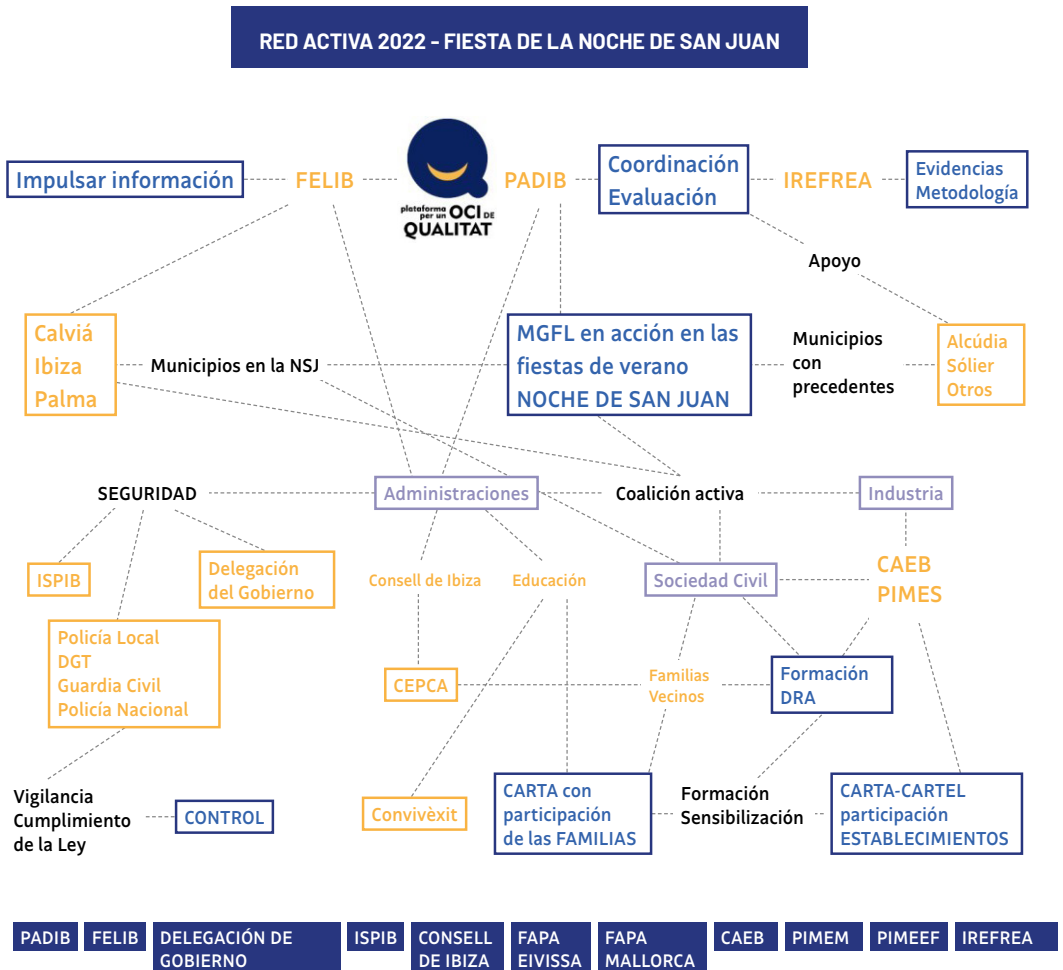 RED ACTIVA 2022 - FIESTA DE LA NOCHE DE SAN JUAN
Impulsar información
FELIB
plataforma
per un OCI DE
QUALITAT
PADIB
Coordinación
Evaluación
IREFREA
Evidencias
Metodología
Apoyo
Calviá
Ibiza
Palma
Municipios en la NSJ
MGFL en acción en las
fiestas de verano
NOCHE DE SAN JUAN
Municipios
con
precedentes
Alcúdia
Sólier
Otros
SEGURIDAD
Administraciones
Coalición activa
Industria
ISPIB
Delegación
del Gobierno
Consell de Ibiza
Educación
Sociedad Civil
CAEB
PIMES
Policía Local
DGT
Guardia Civil
Policía Nacional
CEPCA
Familias
Vecinos
Formación
DRA
Vigilancia
Cumplimiento
de la Ley
CONTROL
Convivèxit
CARTA con
participación
de las FAMILIAS
Formación
Sensibilización
CARTA-CARTEL
participación
ESTABLECIMIENTOS
PADIB
FELIB
DELEGACIÓN DE
GOBIERNO
ISPIB
CONSELL
DE IBIZA
FAPA
EIVISSA
FAPA
MALLORCA
CAEB
PIMEM
PIMEEF
IREFREA